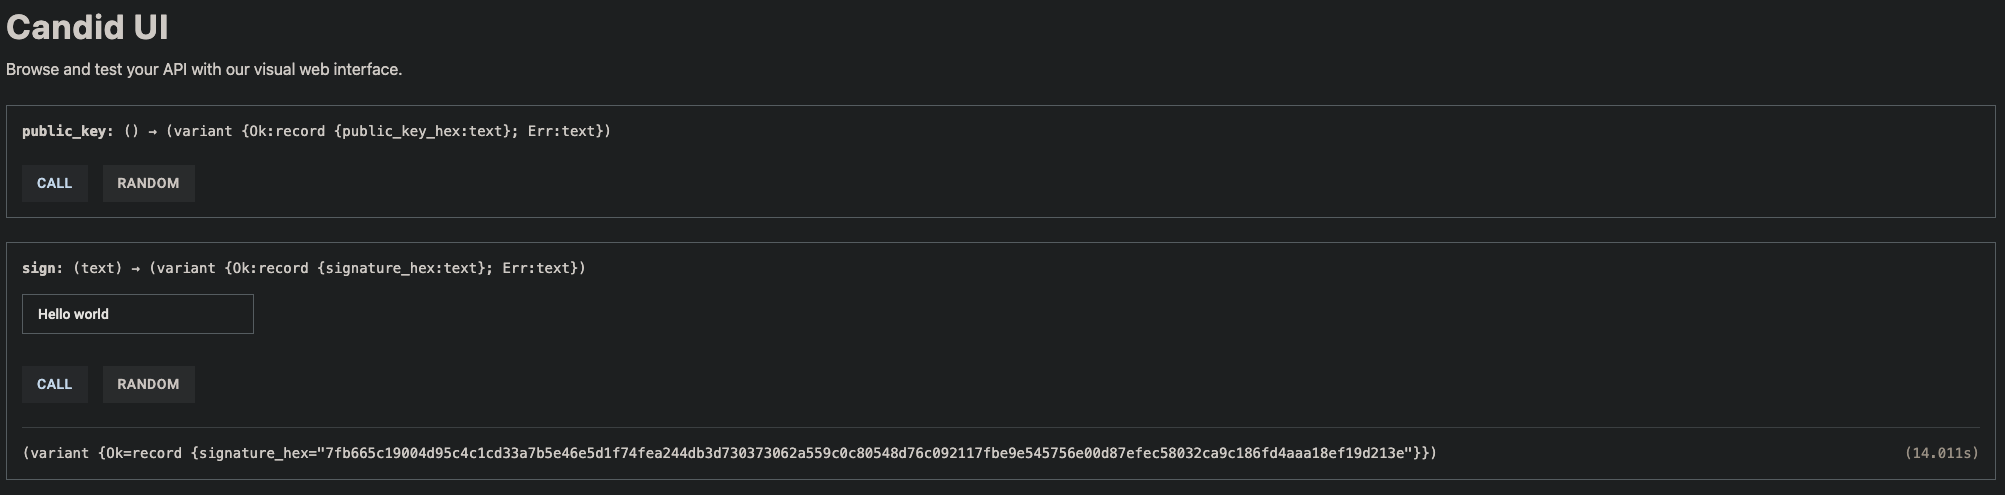 Candid UI
Browse and test your API with our visual web interface.
public_key: () → (variant {Ok:record {public_key_hex:text}; Err:text})
CALL RANDOM
sign: (text) → (variant {Ok:record {signature_hex:text}; Err:text})
Hello world
CALL RANDOM
(variant {Ok=record {signature_hex="7fb665c19004d95c4c1cd33a7b5e46e5d1f74fea244db3d730373062a559c0c80548d76c092117fbe9e545756e00d87efec58032ca9c186fd4aaa18ef19d213e"}}) (14.011s)